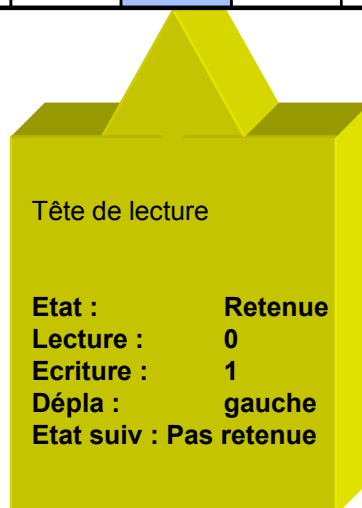 Tête de lecture
Etat : Retenue
Lecture : 0
Ecriture : 1
Dépla : gauche
Etat suiv : Pas retenue